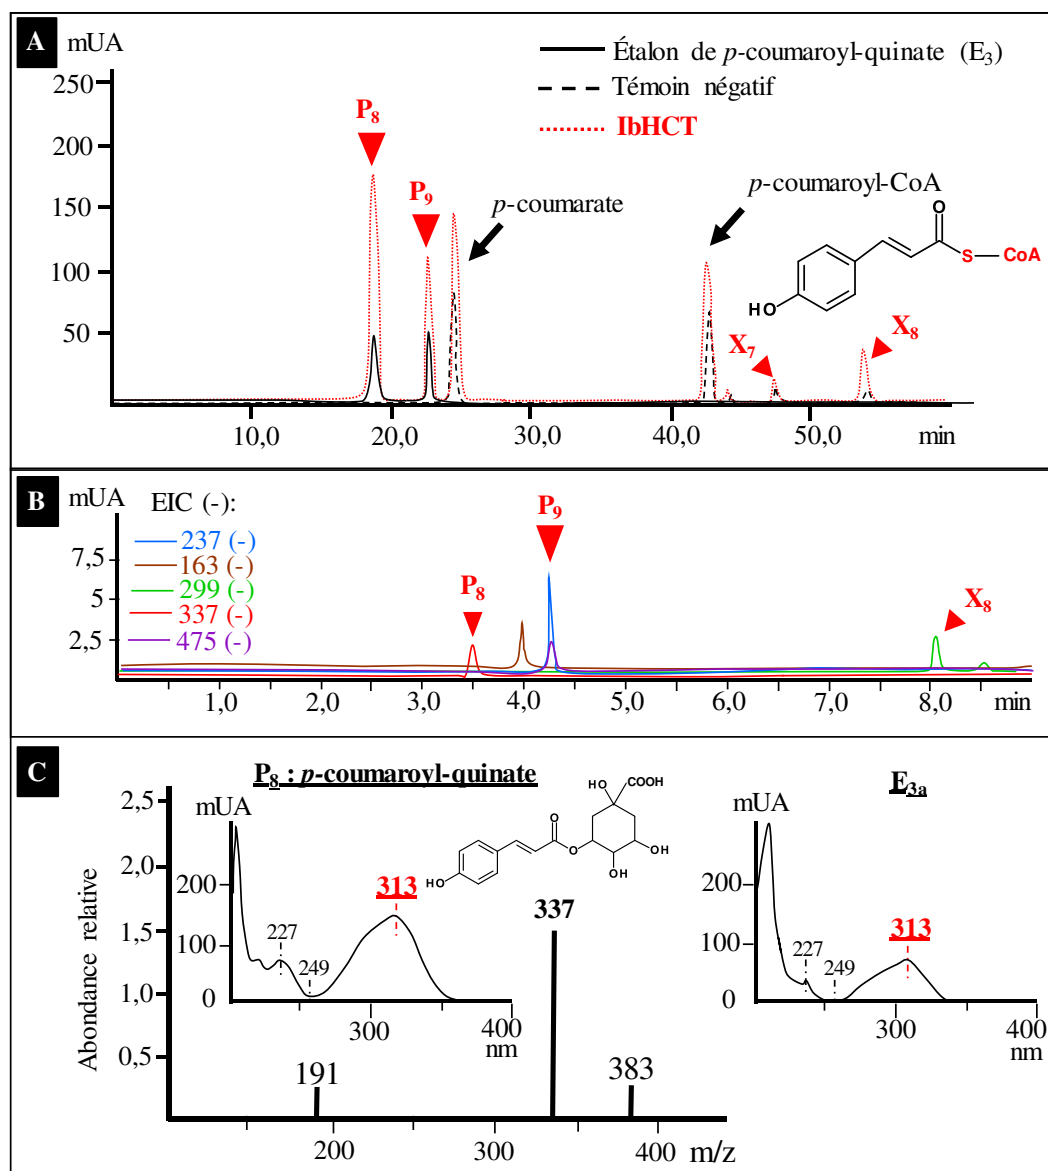 A
mUA
Étalon de p-coumaroyl-quinate (E3)
Témoin négatif
IbHCT
250
200
150
100
50
P8
P9
p-coumarate
p-coumaroyl-CoA
O
S
CoA
HO
X7
X8
10,0
20,0
30,0
40,0
50,0
min
B
mUA
EIC (-):
237 (-)
163 (-)
299 (-)
337 (-)
475 (-)
7,5
5
2,5
P8
P9
X8
1,0
2,0
3,0
4,0
5,0
6,0
7,0
8,0
min
C
P8 : p-coumaroyl-quinate
E3a
Abondance relative
2,5
2,0
1,5
1,0
0,5
mUA
200
100
0
227
249
313
300
400
nm
HO
COOH
O
O
OH
OH
HO
191
337
383
200
300
400
m/z
mUA
200
100
0
227
249
313
300
400
nm